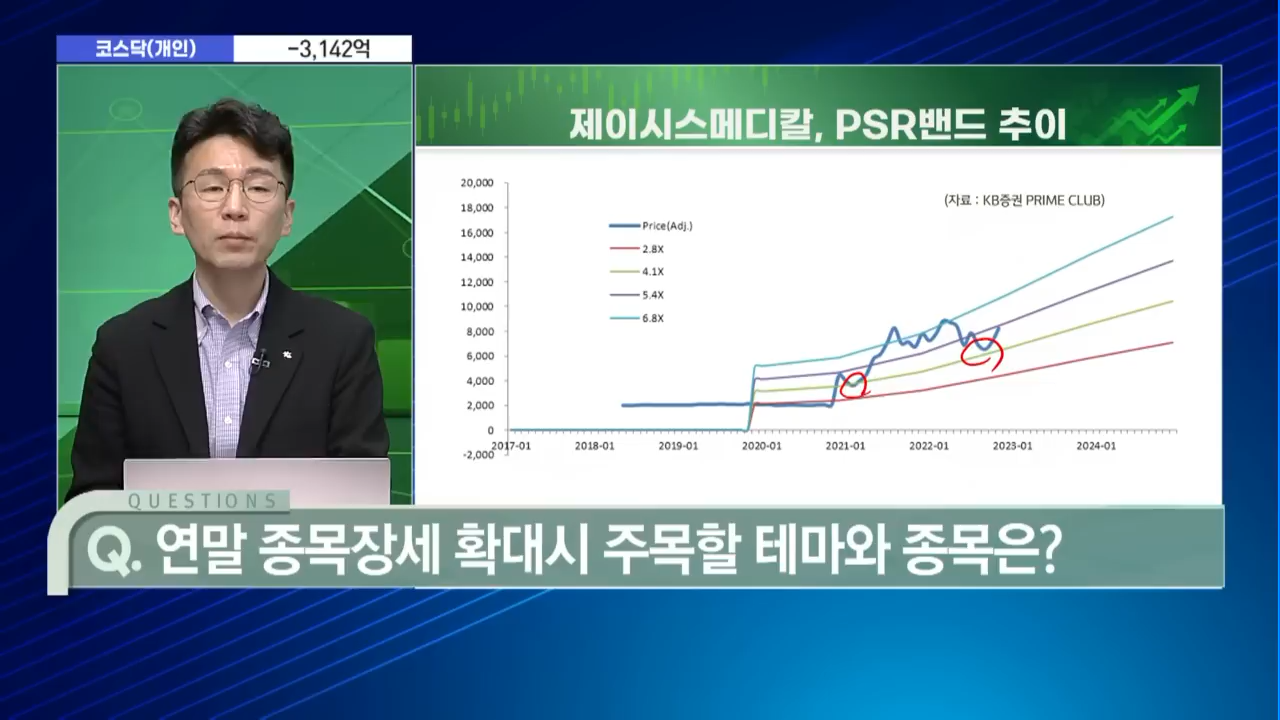 코스닥(개인)
-3,142억
제이시스메디칼, PSR밴드 추이
(자료 : KB증권 PRIME CLUB)
20,000
18,000
16,000
14,000
12,000
10,000
8,000
6,000
4,000
2,000
0
-2,000
Price(Adj.)
2.8X
4.1X
5.4X
6.8X
2017-01
2018-01
2019-01
2020-01
2021-01
2022-01
2023-01
2024-01
QUESTIONS
Q. 연말 종목장세 확대시 주목할 테마와 종목은?